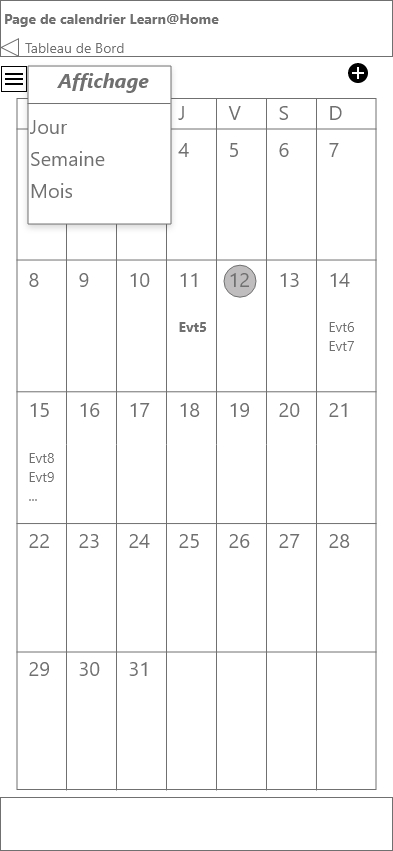 Page de calendrier Learn@Home
Tableau de Bord
Affichage
Jour
Semaine
Mois
J V S D
4 5 6 7
8 9 10 11 12 13 14
Evt5 Evt6
Evt7
15 16 17 18 19 20 21
Evt8
Evt9
...
22 23 24 25 26 27 28
29 30 31